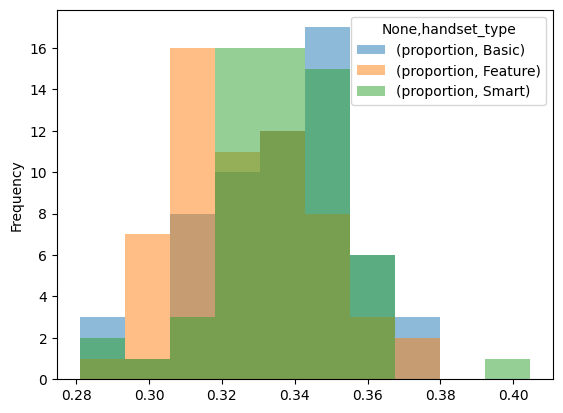 None,handset_type
(proportion, Basic)
(proportion, Feature)
(proportion, Smart)
Frequency
16
14
12
10
8
6
4
2
0
0.28 0.30 0.32 0.34 0.36 0.38 0.40